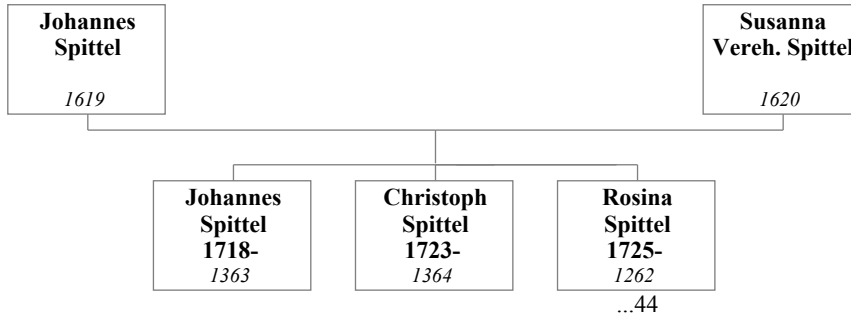 Johannes
Spittel
1619
Susanna
Vereh. Spittel
1620
Johannes
Spittel
1718-
1363
Christoph
Spittel
1723-
1364
Rosina
Spittel
1725-
1262
...44